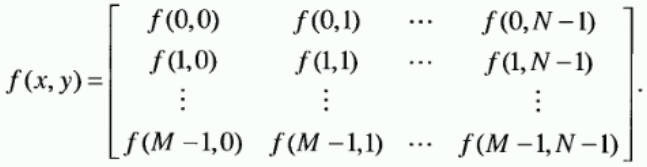 f(0,0) f(0,1) ⋯ f(0,N−1)
f(1,0) f(1,1) ⋯ f(1,N−1)
f(x,y)=
⋮ ⋮ ⋮
f(M−1,0) f(M−1,1) ⋯ f(M−1,N−1) .